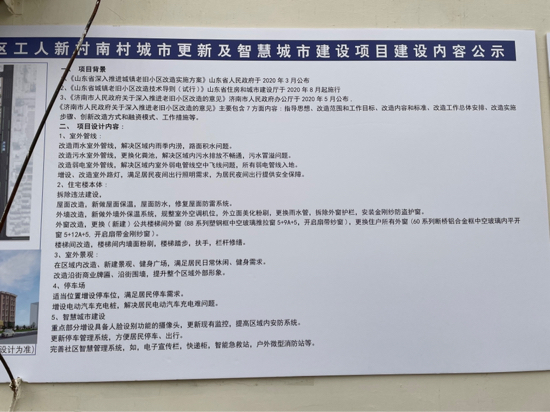 区工人新村南村城市更新及智慧城市建设项目建设内容公示
一、项目背景
1、《山东省深入推进城镇老旧小区改造实施方案》山东省人民政府于 2020 年 3 月公布
2、《山东省城镇老旧小区改造技术导则（试行）》山东省住房和城市建设厅于 2020 年 8 月起施行
3、《济南市人民政府关于深入推进老旧小区改造的意见》济南市人民政府办公厅于 2020 年 5 月公布.
《济南市人民政府关于深入推进老旧小区改造的意见》主要包含 7 方面内容：指导思想、改造范围和工作目标、改造内容和标准、改造工作总体安排、改造实施
步骤、创新改造方式和融资模式、工作措施等。
二、项目设计内容：
1、室外管线：
改造雨水室外管线，解决区域内雨季内涝，路面积水问题。
改造污水室外管线，更换化粪池，解决区域内污水排放不畅通，污水冒溢问题。
改造弱电室外管线，解决区域内室外弱电管线空中飞线问题，所有弱电管线入地。
增设、改造室外路灯，满足居民夜间出行照明需求，为居民夜间出行提供安全保障。
2、住宅楼本体：
拆除违法建设，
屋面改造，新做屋面保温，屋面防水，修复屋面防雷系统。
外墙改造，新做外墙外保温系统，规整室外空调机位，外立面美化粉刷，更换雨水管，拆除窗护栏，安装金刚纱防盗护窗。
外窗改造，更换（新建）公共楼梯间外窗（88 系列塑钢框中空玻璃推拉窗 5+9A+5，开启扇带金刚纱窗），更换住户所有外窗（60 系列断桥铝合金框中空玻璃内平开
窗 5+12A+5，开启扇带金刚纱窗）。
楼梯间改造，楼梯间内墙面粉刷，楼梯踏步，扶手，栏杆修缮。
3、室外景观：
在区域内改造、新建景观、健身广场，满足居民日常休闲、健身需求。
改造沿街商业牌匾、沿街围墙，提升整个区域外部形象。
4、停车场
适当位置增设停车位，满足居民停车需求。
增设电动汽车充电桩，解决居民电动汽车充电难问题。
5、智慧城市建设
重点部分增设具备人脸设别功能的摄像头，更新现有监控，提高区域内安防系统。
更新停车管理系统，方便居民停车、出行。
完善社区智慧管理系统，如，电子宣传栏，快递柜，智能急救站，户外微型消防站等。
设计为准）